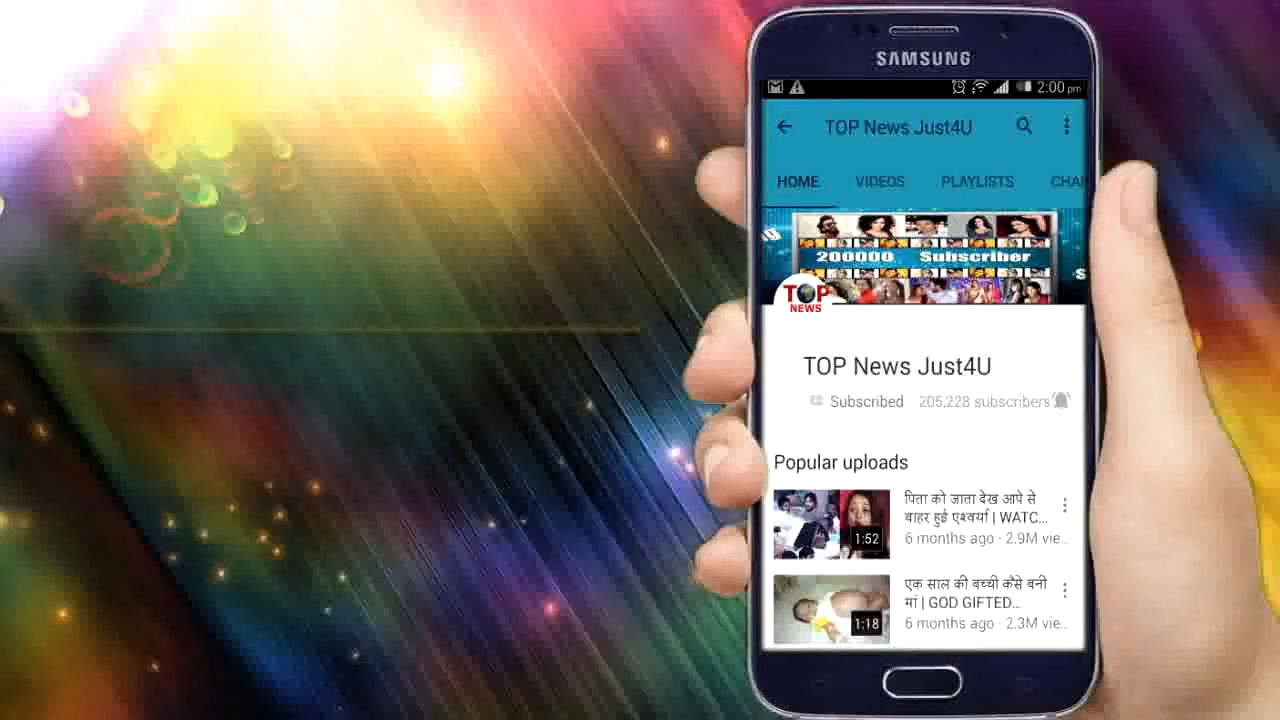 SAMSUNG
2:00 pm
TOP News Just4U
HOME VIDEOS PLAYLISTS CHA
200000 Subscriber
TOP
NEWS
TOP News Just4U
Subscribed 205,228 subscribers
Popular uploads
पिता को जाता देख आपे से
बाहर हुई एश्वर्या | WATC...
1:52
6 months ago · 2.9M vie..
एक साल की बच्ची कैसे बनी
मां | GOD GIFTED...
1:18
6 months ago · 2.3M vie..